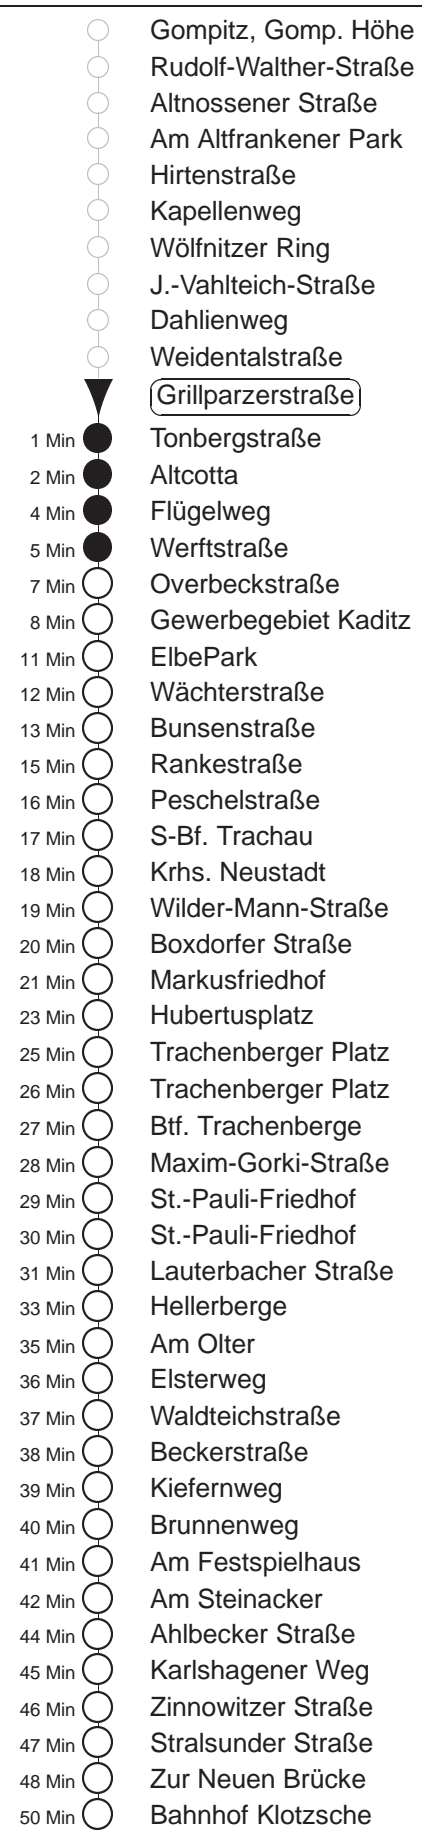 Gompitz, Gomp. Höhe
Rudolf-Walther-Straße
Altnossener Straße
Am Altfrankener Park
Hirtenstraße
Kapellenweg
Wölfnitzer Ring
J.-Vahlteich-Straße
Dahlienweg
Weidentalstraße
Grillparzerstraße
1 Min Tonbergstraße
2 Min Altcotta
4 Min Flügelweg
5 Min Werftstraße
7 Min Overbeckstraße
8 Min Gewerbegebiet Kaditz
11 Min ElbePark
12 Min Wächterstraße
13 Min Bunsenstraße
15 Min Rankestraße
16 Min Peschelstraße
17 Min S-Bf. Trachau
18 Min Krhs. Neustadt
19 Min Wilder-Mann-Straße
20 Min Boxdorfer Straße
21 Min Markusfriedhof
23 Min Hubertusplatz
25 Min Trachenberger Platz
26 Min Trachenberger Platz
27 Min Btf. Trachenberge
28 Min Maxim-Gorki-Straße
29 Min St.-Pauli-Friedhof
30 Min St.-Pauli-Friedhof
31 Min Lauterbacher Straße
33 Min Hellerberge
35 Min Am Olter
36 Min Elsterweg
37 Min Waldteichstraße
38 Min Beckerstraße
39 Min Kiefernweg
40 Min Brunnenweg
41 Min Am Festspielhaus
42 Min Am Steinacker
44 Min Ahlbecker Straße
45 Min Karlshagener Weg
46 Min Zinnowitzer Straße
47 Min Stralsunder Straße
48 Min Zur Neuen Brücke
50 Min Bahnhof Klotzsche